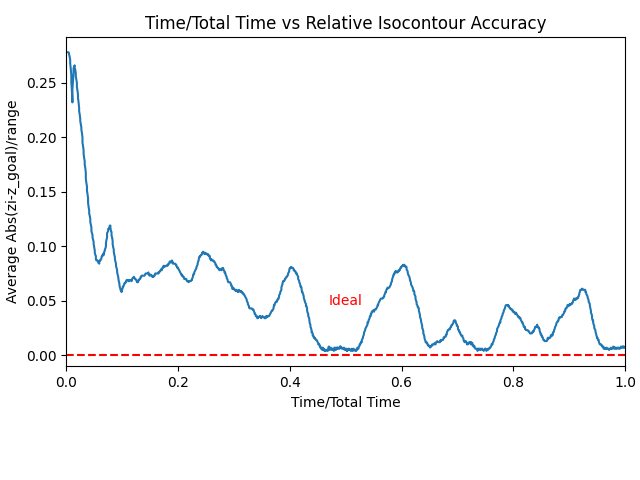 Time/Total Time vs Relative Isocontour Accuracy
Average Abs(zi-z_goal)/range
0.25
0.20
0.15
0.10
0.05
0.00
Ideal
0.0 0.2 0.4 0.6 0.8 1.0
Time/Total Time